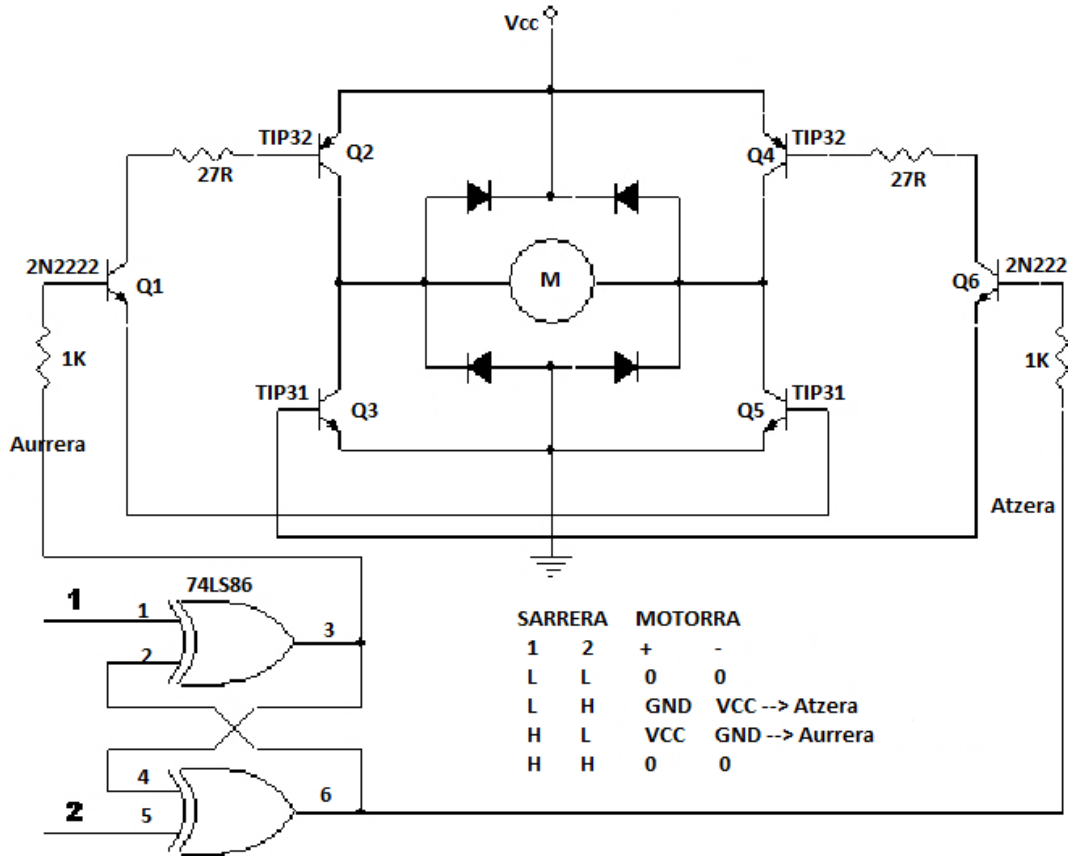 Vcc
TIP32 TIP32
Q2 Q4
27R 27R
2N2222 2N222
Q1 M Q6
1K 1K
TIP31 TIP31
Q3 Q5
Aurrera
Atzera
74LS86
1 1
3
2
SARRERA MOTORRA
1 2 + -
L L 0 0
L H GND VCC --> Atzera
H L VCC GND --> Aurrera
H H 0 0
4
6
2 5